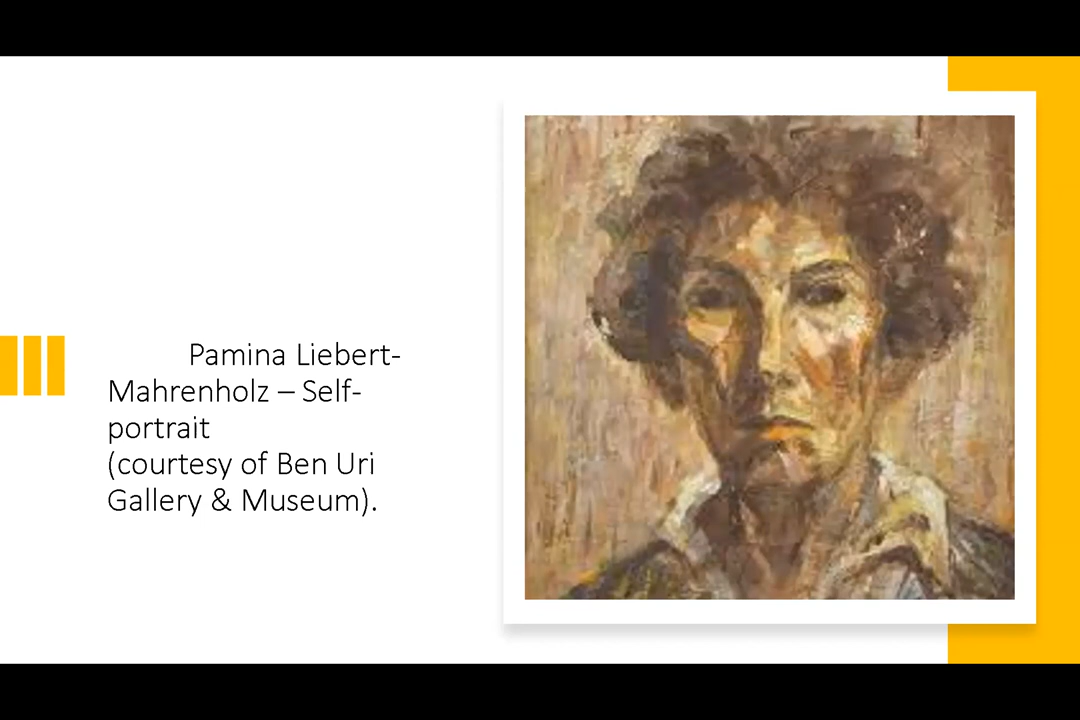 Pamina Liebert-
Mahrenholz – Self-
portrait
(courtesy of Ben Uri
Gallery & Museum).